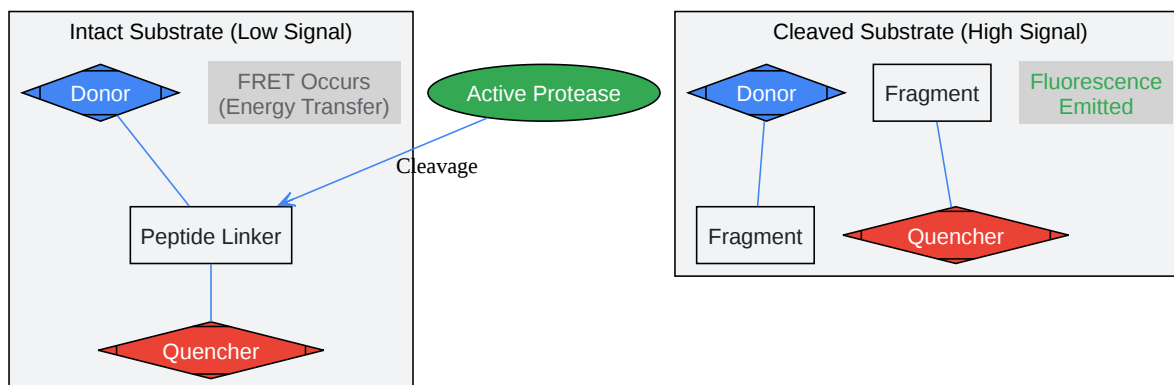 Intact Substrate (Low Signal)
Donor
FRET Occurs
(Energy Transfer)
Peptide Linker
Quencher
Active Protease
Cleavage
Cleaved Substrate (High Signal)
Donor
Fragment
Fluorescence
Emitted
Fragment
Quencher